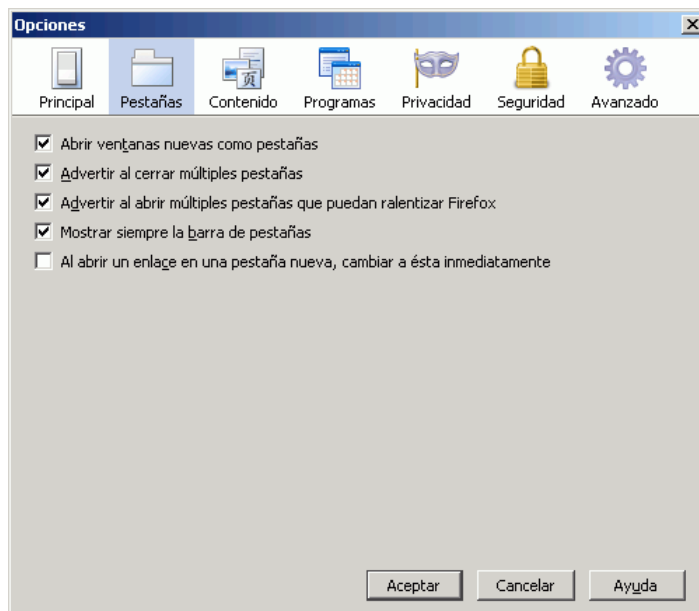 Opciones
Principal
Pestañas
Contenido
Programas
Privacidad
Seguridad
Avanzado
页
Abrir ventanas nuevas como pestañas
Advertir al cerrar múltiples pestañas
Advertir al abrir múltiples pestañas que puedan ralentizar Firefox
Mostrar siempre la barra de pestañas
Al abrir un enlace en una pestaña nueva, cambiar a ésta inmediatamente
Aceptar
Cancelar
Ayuda